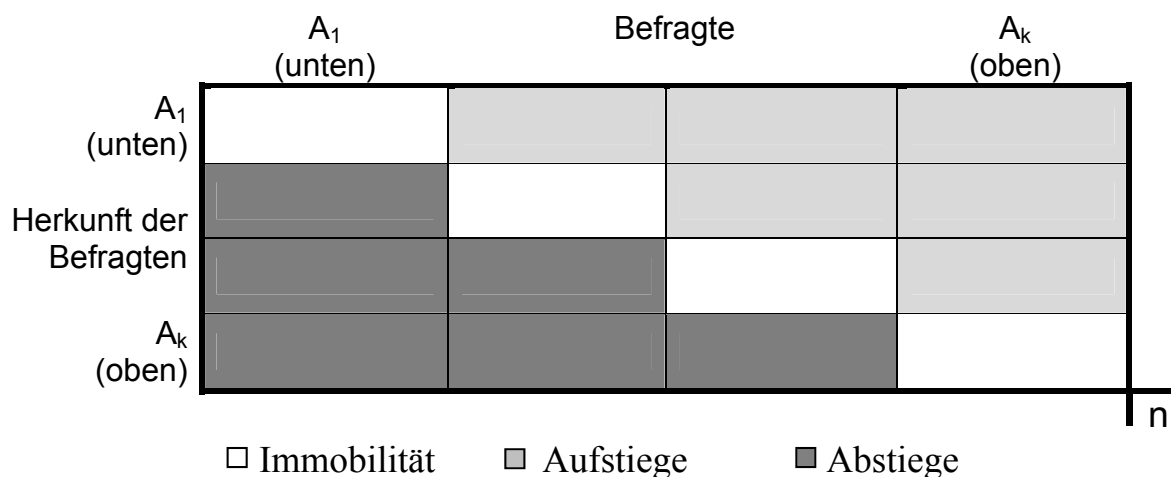 A₁ Befragte Aₖ
(unten) (oben)
A₁
(unten)
Herkunft der
Befragten
Aₖ
(oben)
n
Immobilität Aufstiege Abstiege